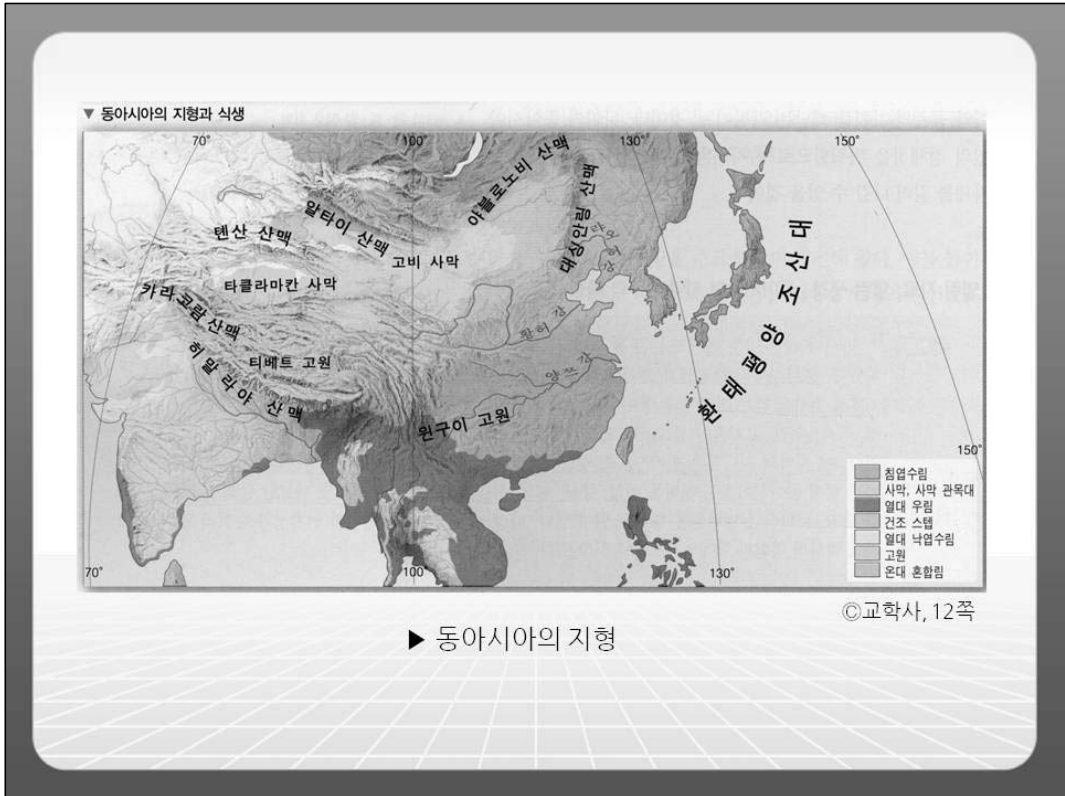 ▼ 동아시아의 지형과 식생
70°
100°
130°
150°
야블로노비 산맥
대싱안링 산맥
알타이 산맥
톈산 산맥
고비 사막
랴오허 강
타클라마칸 사막
카라코람 산맥
황허 강
티베트 고원
히말라야 산맥
양쯔 강
윈구이 고원
환태평양 조산대
150°
침엽수림
사막, 사막 관목대
열대 우림
건조 스텝
열대 낙엽수림
고원
온대 혼합림
70°
100°
130°
©교학사, 12쪽
▶ 동아시아의 지형